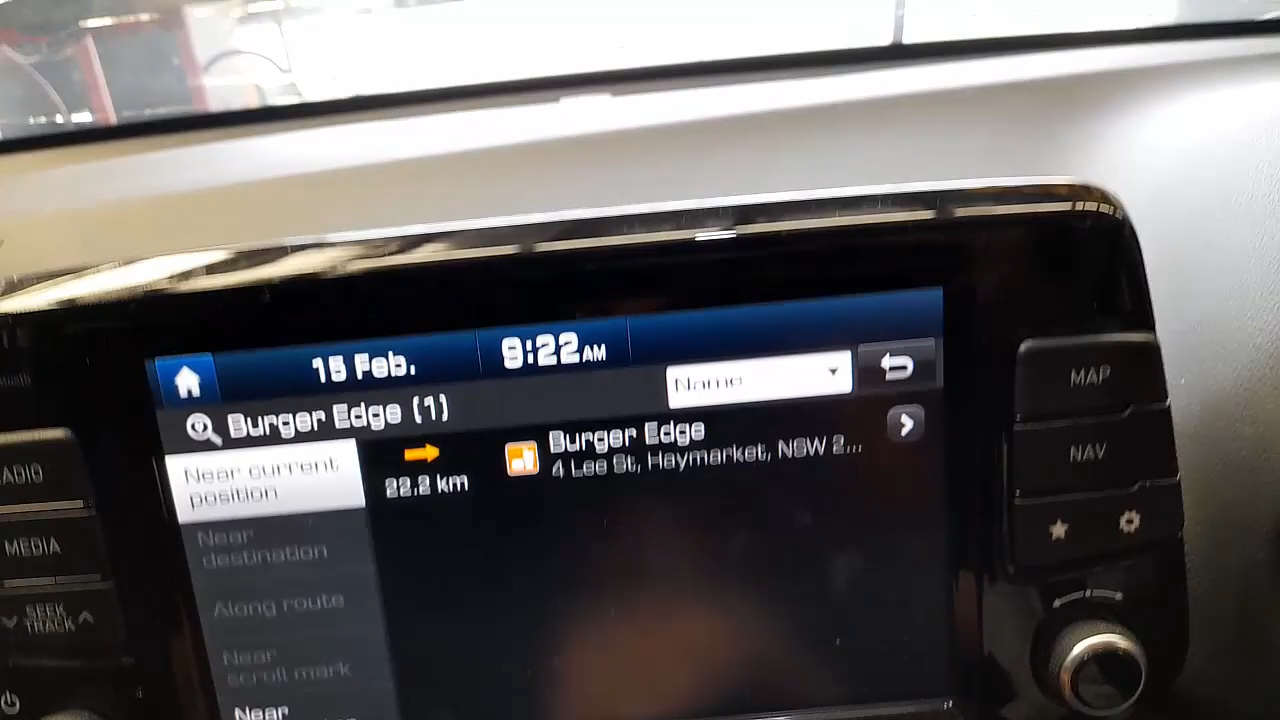 15 Feb.
9:22 AM
Burger Edge (1)
Name
Near current
position
22.2 km
Burger Edge
4 Lee St, Haymarket, NSW 2...
Near
destination
Along route
Near
scroll mark
Near
ADIO
MEDIA
SEEK
TRACK
MAP
NAV